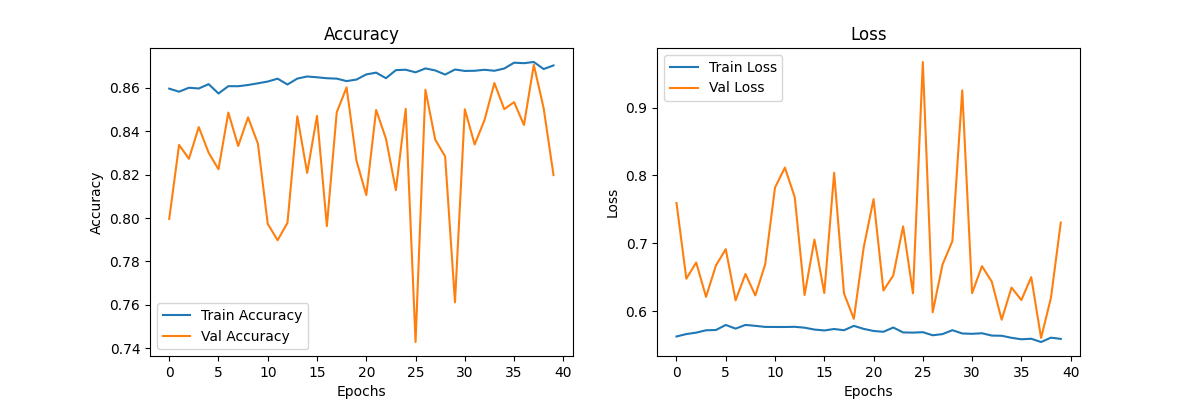 Accuracy
Accuracy
0.86
0.84
0.82
0.80
0.78
0.76
0.74
Train Accuracy
Val Accuracy
0 5 10 15 20 25 30 35 40
Epochs
Loss
Loss
0.9
0.8
0.7
0.6
Train Loss
Val Loss
0 5 10 15 20 25 30 35 40
Epochs